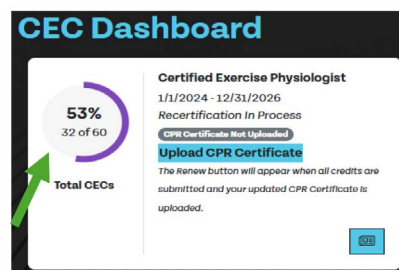 CEC Dashboard
53%
32 of 60
Total CECs
Certified Exercise Physiologist
1/1/2024 - 12/31/2026
Recertification In Process
CPR Certificate Not Uploaded
Upload CPR Certificate
The Renew button will appear when all credits are
submitted and your updated CPR Certificate is
uploaded.